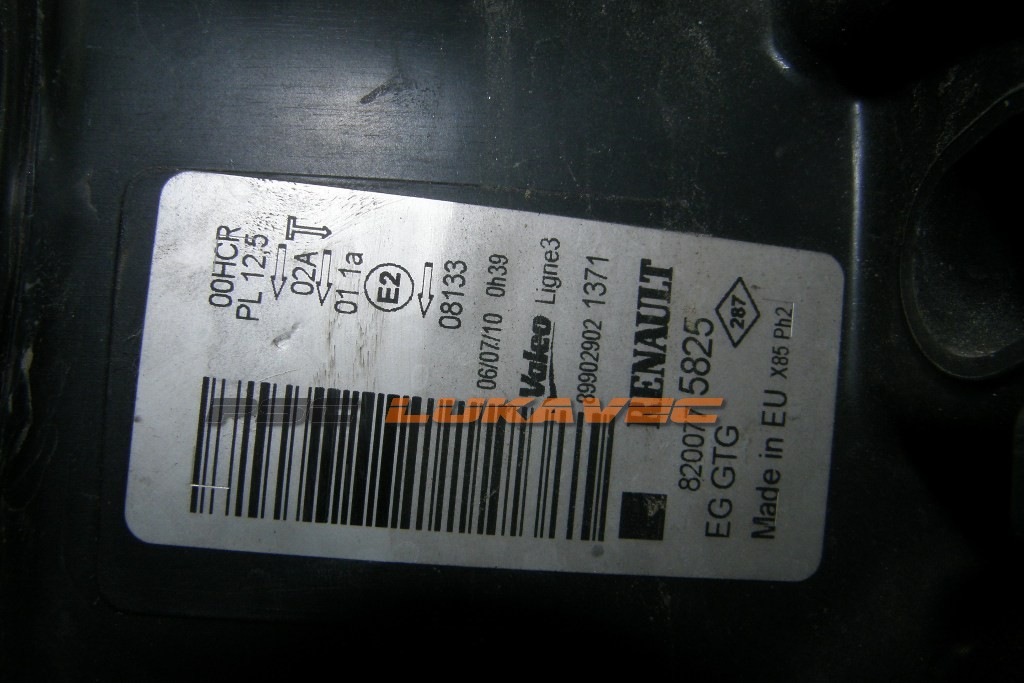 00HCR
PL 12,5
02A
01 1a
E2
08133
06/07/10 0h39
Valeo Ligne3
89902902 1371
RENAULT
5825
287
EG GTG
Made in EU X85 Ph2
LUKAVEC